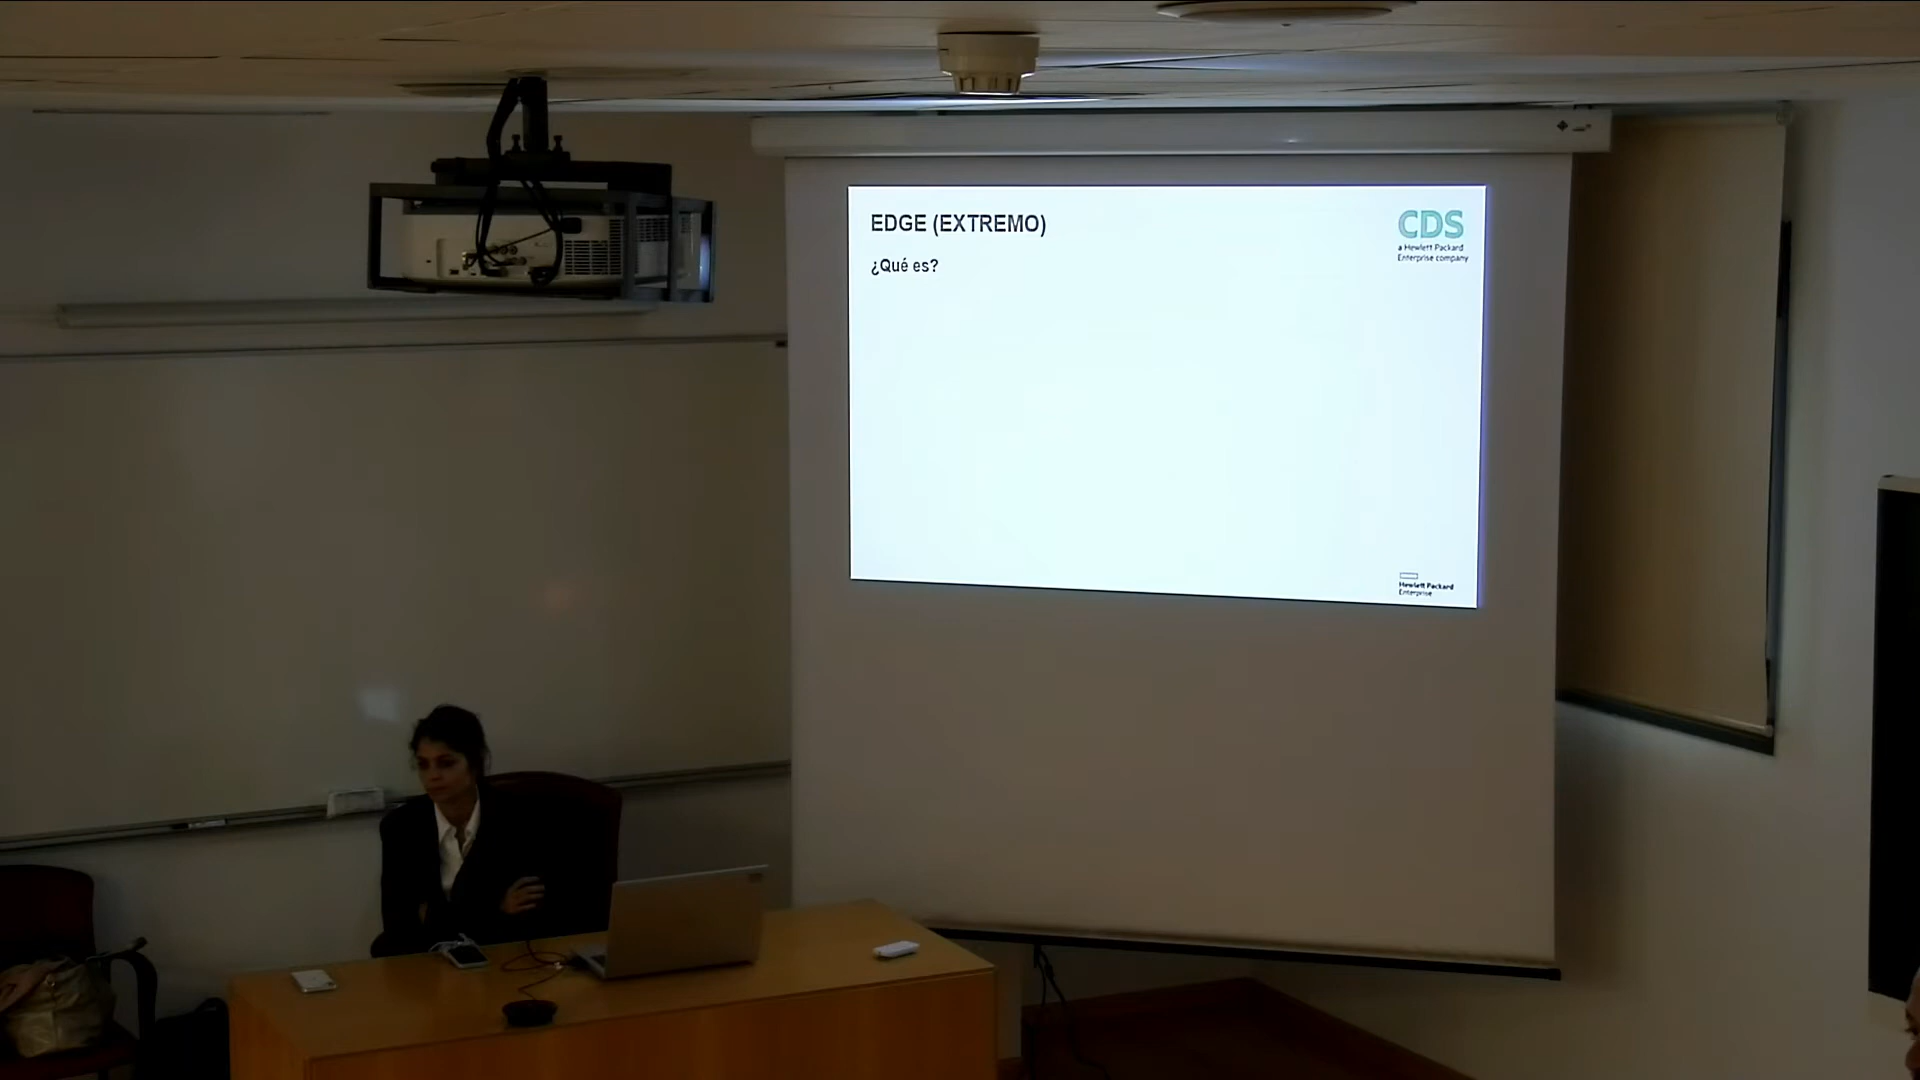 EDGE (EXTREMO)
¿Qué es?
CDS
a Hewlett Packard
Enterprise company
Hewlett Packard
Enterprise